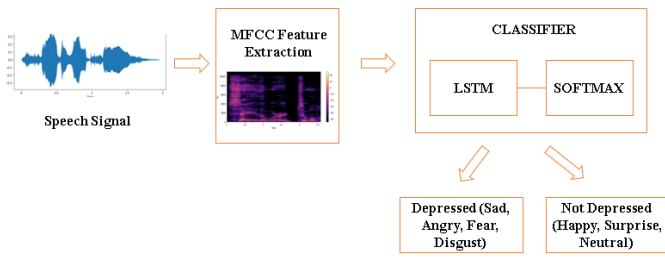 MFCC Feature
Extraction
CLASSIFIER
LSTM
SOFTMAX
Speech Signal
Depressed (Sad,
Angry, Fear,
Disgust)
Not Depressed
(Happy, Surprise,
Neutral)